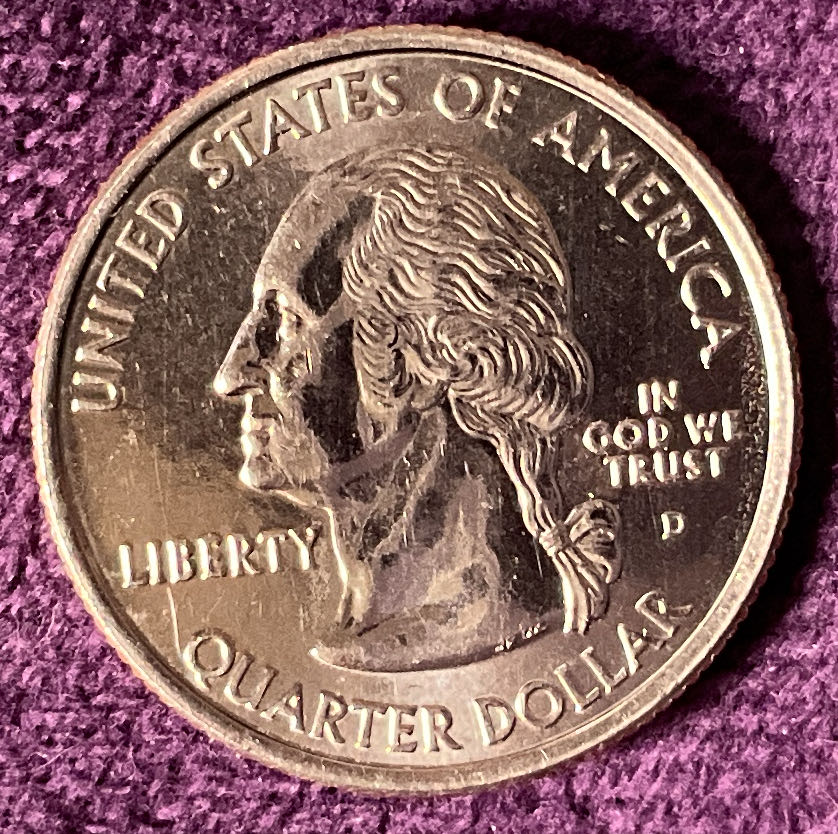 UNITED STATES OF AMERICA
IN
GOD WE
TRUST
D
LIBERTY
QUARTER DOLLAR